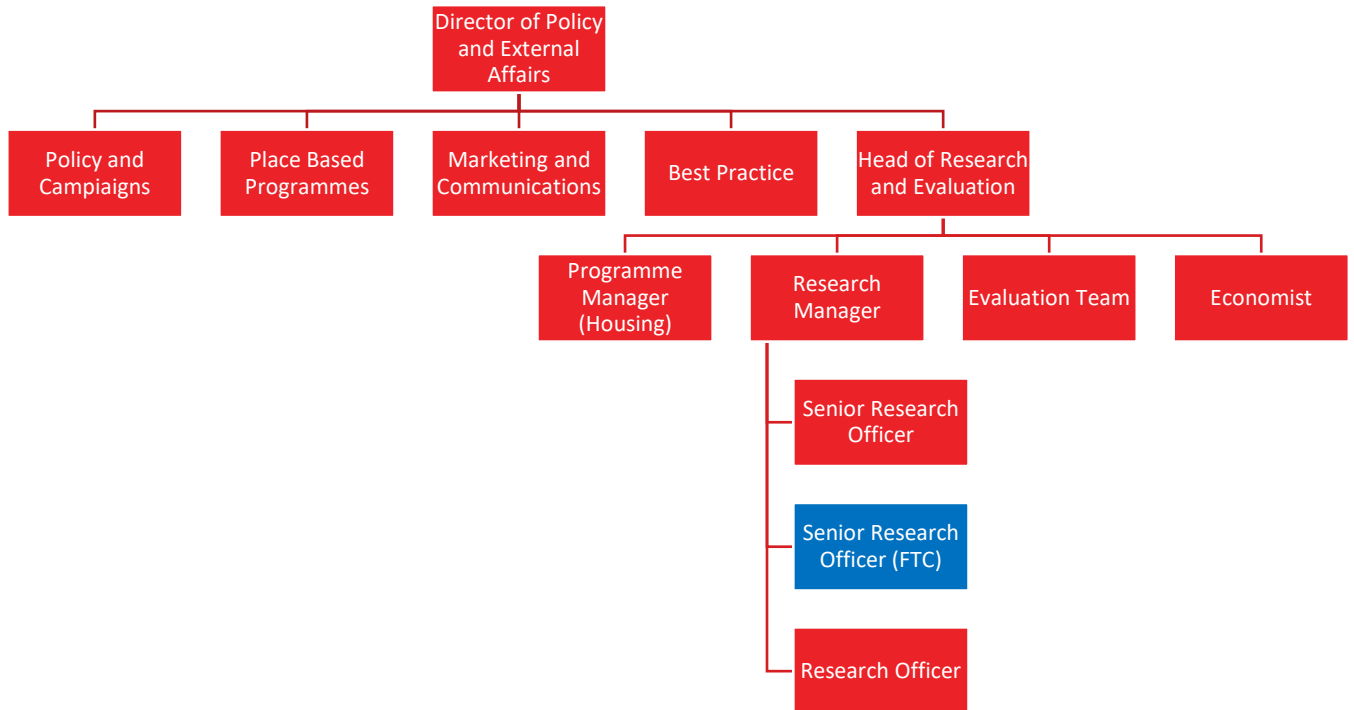 Director of Policy
and External
Affairs
Policy and
Campiaigns
Place Based
Programmes
Marketing and
Communications
Best Practice
Head of Research
and Evaluation
Programme
Manager
(Housing)
Research
Manager
Evaluation Team
Economist
Senior Research
Officer
Senior Research
Officer (FTC)
Research Officer